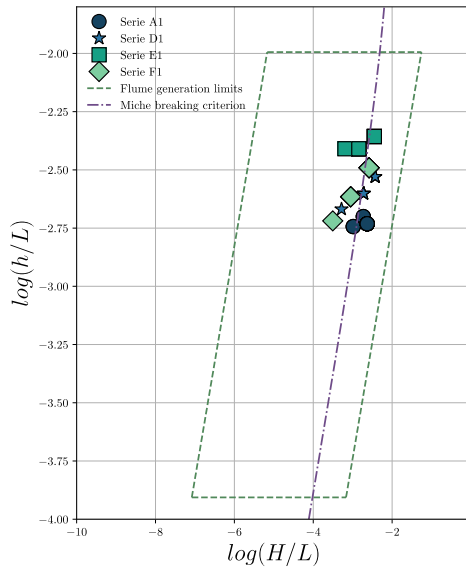 Serie A1
Serie D1
Serie E1
Serie F1
Flume generation limits
Miche breaking criterion
−2.00
−2.25
−2.50
−2.75
−3.00
−3.25
−3.50
−3.75
−4.00
log(h/L)
−10
−8
−6
−4
−2
log(H/L)